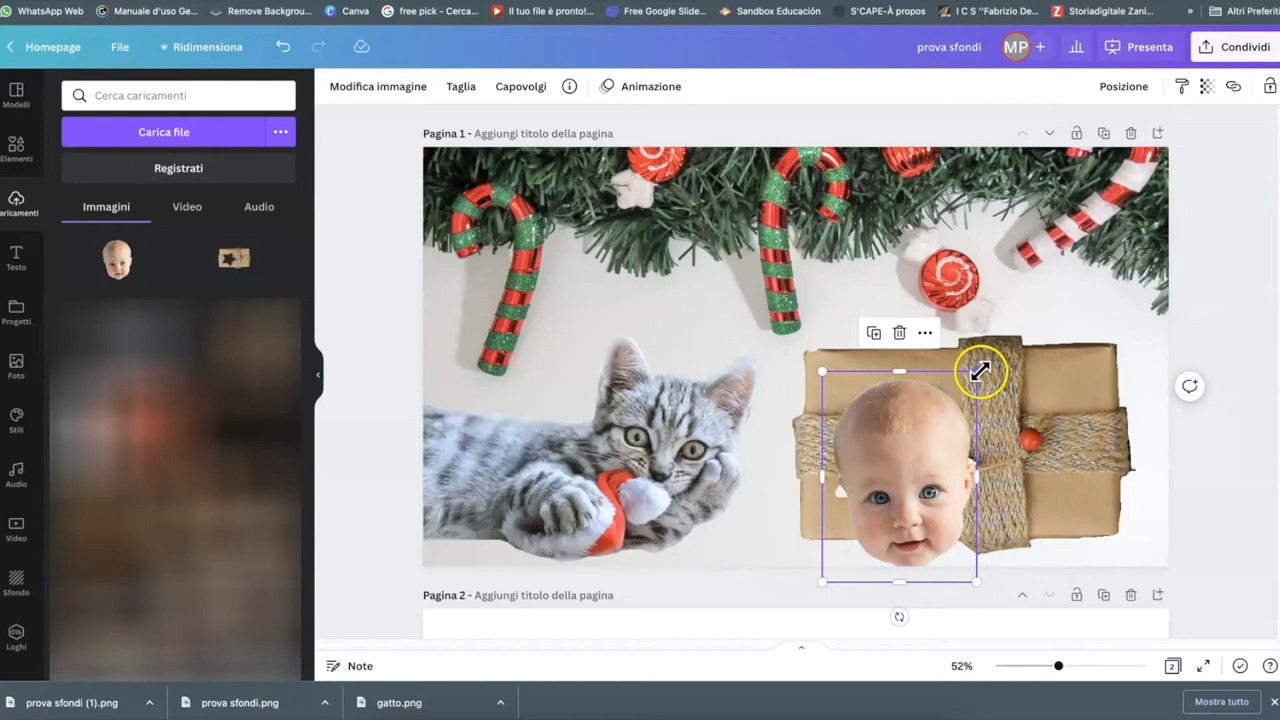 WhatsApp Web
Manuale d'uso Ge...
Remove Backgrou...
Canva
free pick - Cerca...
Il tuo file è pronto!...
Free Google Slide...
Sandbox Educación
S'CAPE-À propos
I C S "Fabrizio De...
Storiadigitale Zani...
»
Altri Preferiti
Homepage
File
Ridimensiona
prova sfondi
MP
+
Presenta
Condividi
Modelli
Cerca caricamenti
Modifica immagine
Taglia
Capovolgi
Animazione
Posizione
Carica file
Pagina 1 - Aggiungi titolo della pagina
Elementi
Registrati
aricamenti
Immagini
Video
Audio
Testo
Progetti
Foto
Stili
Audio
Video
Sfondo
Loghi
Pagina 2 - Aggiungi titolo della pagina
Note
52%
2
prova sfondi (1).png
prova sfondi.png
gatto.png
Mostra tutto